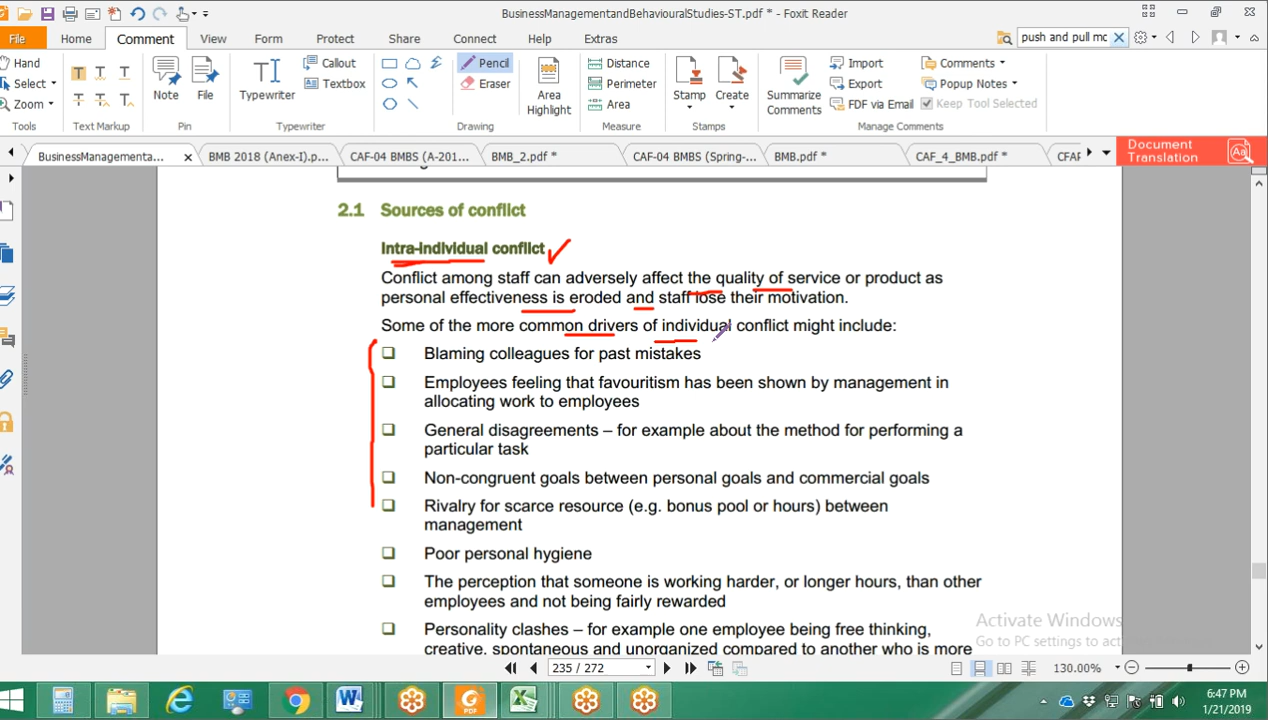 BusinessManagementandBehaviouralStudies-ST.pdf * - Foxit Reader
File Home Comment View Form Protect Share Connect Help Extras push and pull mc
Hand
Select
Zoom
Tools
Text Markup
Note
File
Pin
Typewriter
Callout
Textbox
Typewriter
Pencil
Eraser
Area Highlight
Drawing
Distance
Perimeter
Area
Measure
Stamp
Create
Stamps
Summarize Comments
Import
Export
FDF via Email
Comments
Popup Notes
Keep Tool Selected
Manage Comments
BusinessManagementa... BMB 2018 (Anex-I).p... CAF-04 BMBS (A-201... BMB_2.pdf * CAF-04 BMBS (Spring-... BMB.pdf * CAF_4_BMB.pdf * CFAF
Document Translation
2.1 Sources of conflict
Intra-individual conflict
Conflict among staff can adversely affect the quality of service or product as
personal effectiveness is eroded and staff lose their motivation.
Some of the more common drivers of individual conflict might include:
Blaming colleagues for past mistakes
Employees feeling that favouritism has been shown by management in
allocating work to employees
General disagreements – for example about the method for performing a
particular task
Non-congruent goals between personal goals and commercial goals
Rivalry for scarce resource (e.g. bonus pool or hours) between
management
Poor personal hygiene
The perception that someone is working harder, or longer hours, than other
employees and not being fairly rewarded
Personality clashes – for example one employee being free thinking,
creative, spontaneous and unorganized compared to another who is more
Activate Windows
Go to PC settings to act
235 / 272
130.00%
6:47 PM
1/21/2019